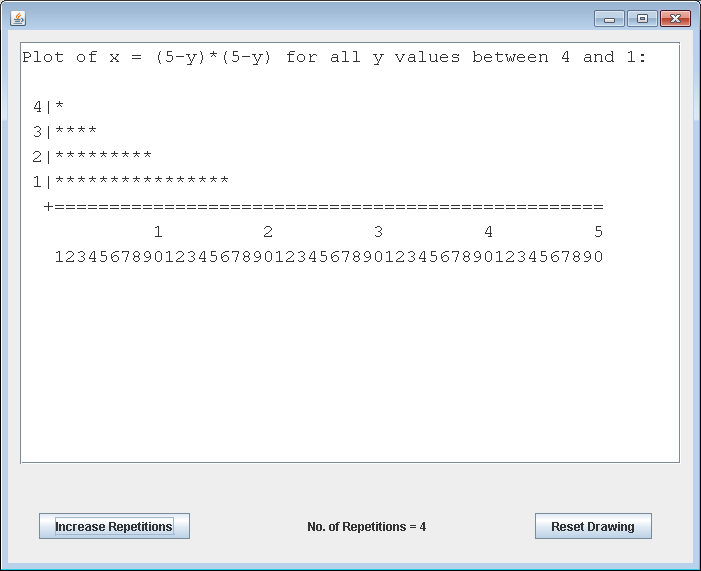 Plot of x = (5-y)*(5-y) for all y values between 4 and 1:
4|*
3|****
2|*********
1|****************
+==================================================
1         2         3         4         5
12345678901234567890123456789012345678901234567890
Increase Repetitions
No. of Repetitions = 4
Reset Drawing